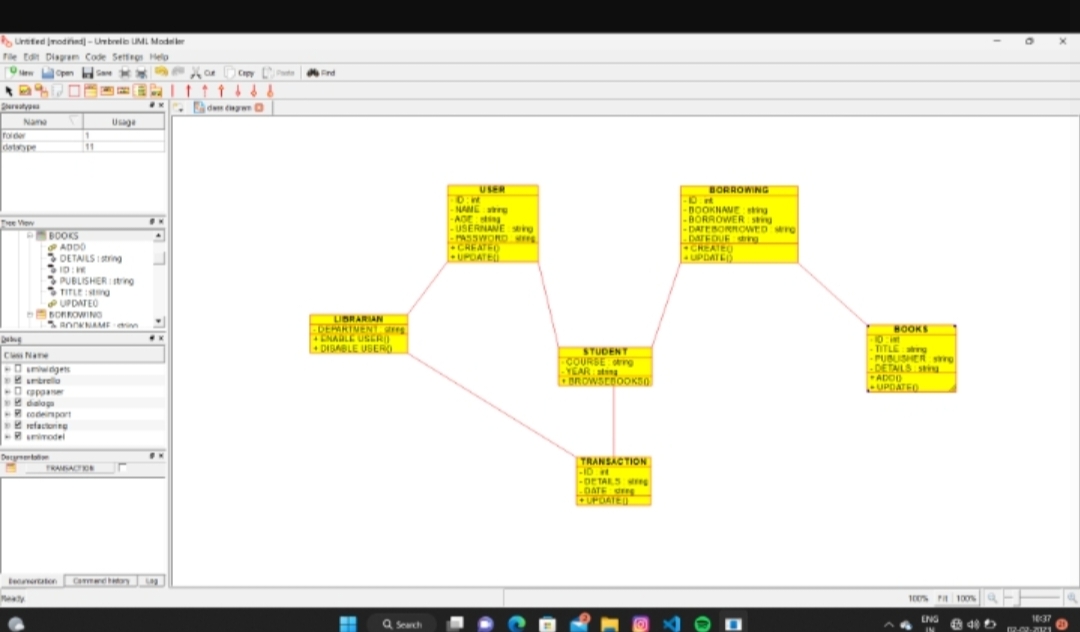 Untitled [modified] - Umbrello UML Modeller
File Edit Diagram Code Settings Help
New Open Save Cut Copy Paste Find
Stereotypes
class diagram
Name Usage
folder 1
datatype 11
Tree View
BOOKS
ADD()
DETAILS : string
ID : int
PUBLISHER : string
TITLE : string
UPDATE()
BORROWING
BOOKNAME : string
Debug
Class Name
umlwidgets
umbrello
cppparser
dialogs
codeimport
refactoring
umlmodel
Documentation
TRANSACTION
Documentation Command history Log
Ready.
USER
- ID : int
- NAME : string
- AGE : string
- USERNAME : string
- PASSWORD : string
+ CREATE()
+ UPDATE()
BORROWING
- ID : int
- BOOKNAME : string
- BORROWER : string
- DATEBORROWED : string
- DATEDUE : string
+ CREATE()
+ UPDATE()
LIBRARIAN
- DEPARTMENT : string
+ ENABLE USER()
+ DISABLE USER()
STUDENT
- COURSE : string
- YEAR : string
+ BROWSEBOOKS()
BOOKS
- ID : int
- TITLE : string
- PUBLISHER : string
- DETAILS : string
+ ADD()
+ UPDATE()
TRANSACTION
- ID : int
- DETAILS : string
- DATE : string
+ UPDATE()
100% Fit 100%
Search
ENG
IN
10:37
02-02-2023